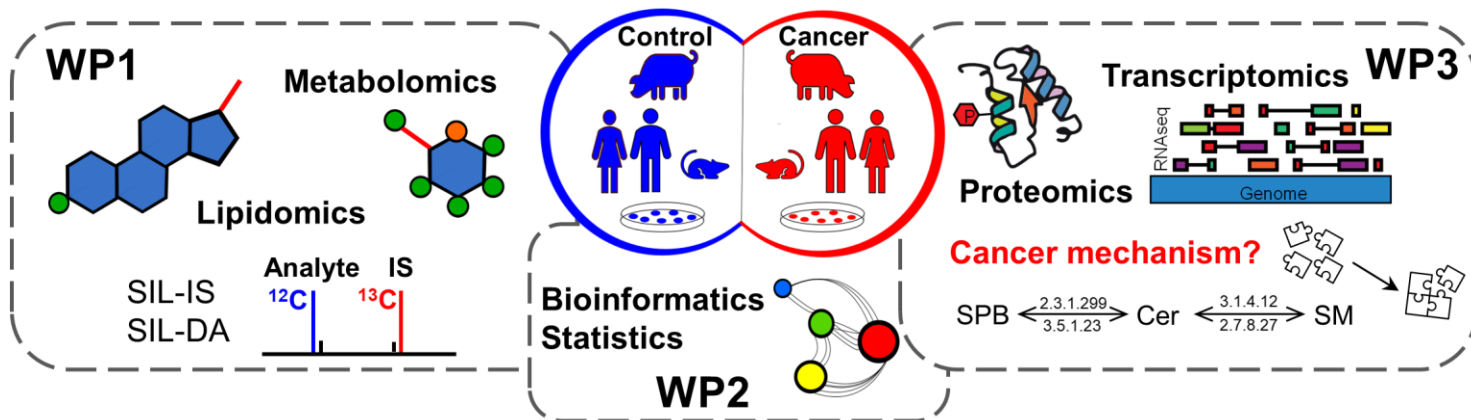 WP1
Metabolomics
Lipidomics
SIL-IS
SIL-DA
Analyte IS
12C 13C
Control Cancer
Bioinformatics
Statistics
WP2
WP3
Transcriptomics
P
RNAseq
Genome
Proteomics
Cancer mechanism?
2.3.1.299 3.1.4.12
SPB Cer SM
3.5.1.23 2.7.8.27